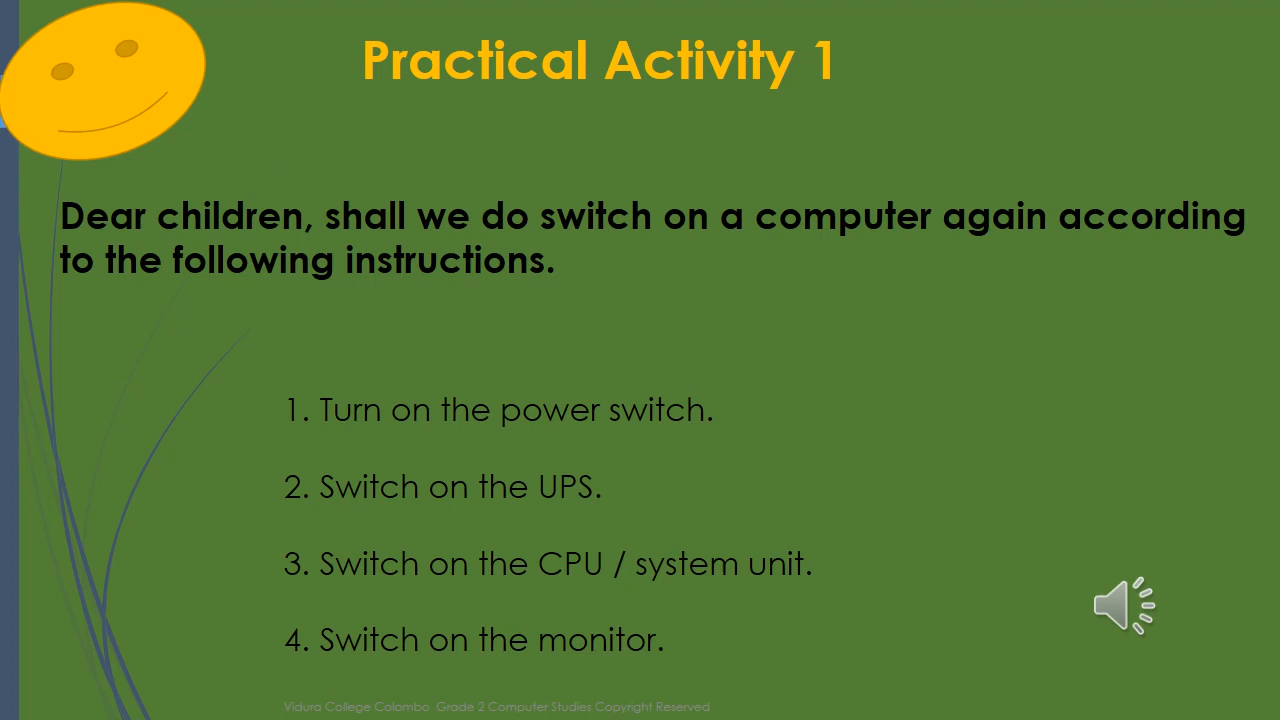 Practical Activity 1
Dear children, shall we do switch on a computer again according
to the following instructions.
1. Turn on the power switch.
2. Switch on the UPS.
3. Switch on the CPU / system unit.
4. Switch on the monitor.
Vidura College Colombo  Grade 2 Computer Studies Copyright Reserved